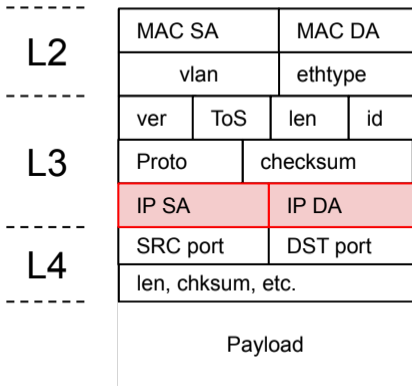 L2
MAC SA MAC DA
vlan ethtype
L3
ver ToS len id
Proto checksum
IP SA IP DA
L4
SRC port DST port
len, chksum, etc.
Payload